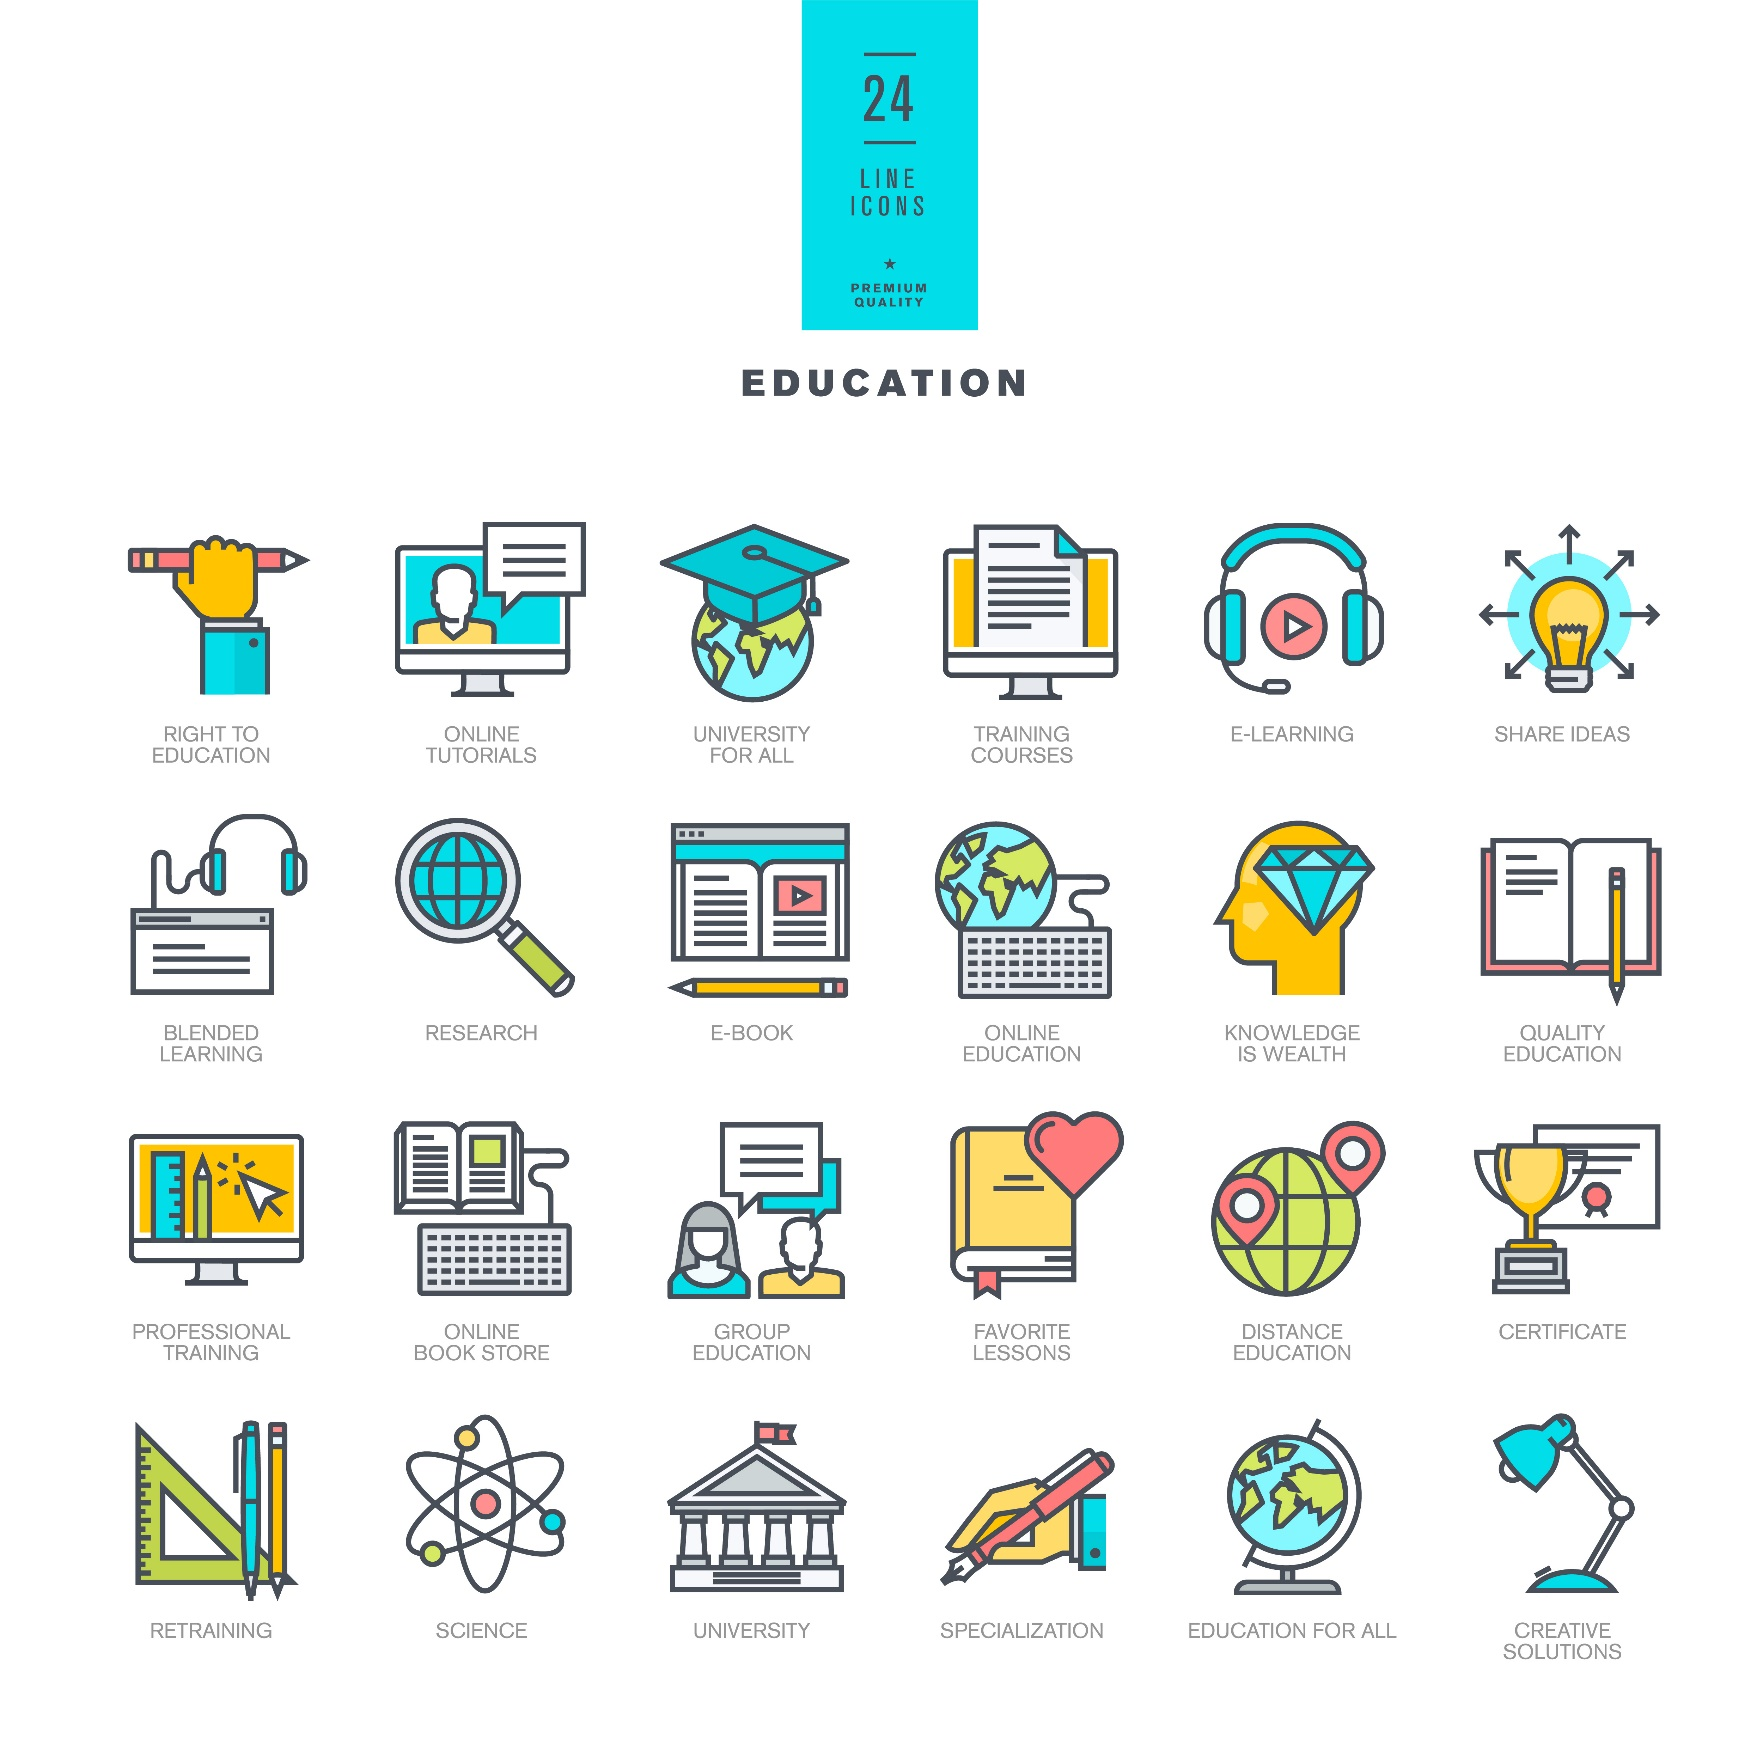 24
LINE
ICONS
PREMIUM
QUALITY
EDUCATION
RIGHT TO
EDUCATION
ONLINE
TUTORIALS
UNIVERSITY
FOR ALL
TRAINING
COURSES
E-LEARNING
SHARE IDEAS
BLENDED
LEARNING
RESEARCH
E-BOOK
ONLINE
EDUCATION
KNOWLEDGE
IS WEALTH
QUALITY
EDUCATION
PROFESSIONAL
TRAINING
ONLINE
BOOK STORE
GROUP
EDUCATION
FAVORITE
LESSONS
DISTANCE
EDUCATION
CERTIFICATE
RETRAINING
SCIENCE
UNIVERSITY
SPECIALIZATION
EDUCATION FOR ALL
CREATIVE
SOLUTIONS